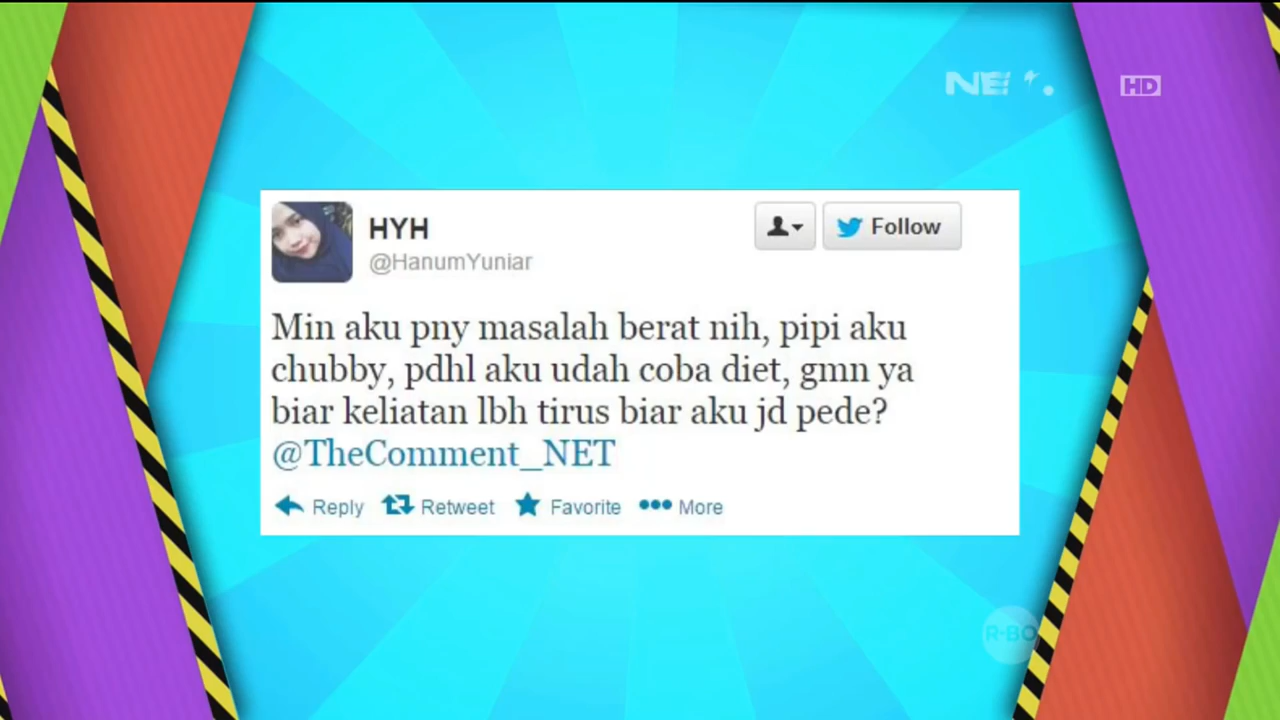 HD
HYH
@HanumYuniar
Follow
Min aku pny masalah berat nih, pipi aku
chubby, pdhl aku udah coba diet, gmn ya
biar keliatan lbh tirus biar aku jd pede?
@TheComment_NET
Reply Retweet Favorite More
R-BO